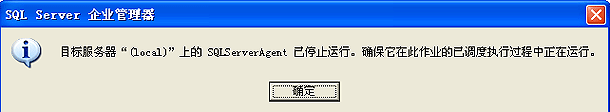 SQL Server 企业管理器
目标服务器“(local)”上的 SQLServerAgent 已停止运行。确保它在此作业的已调度执行过程中正在运行。
确定